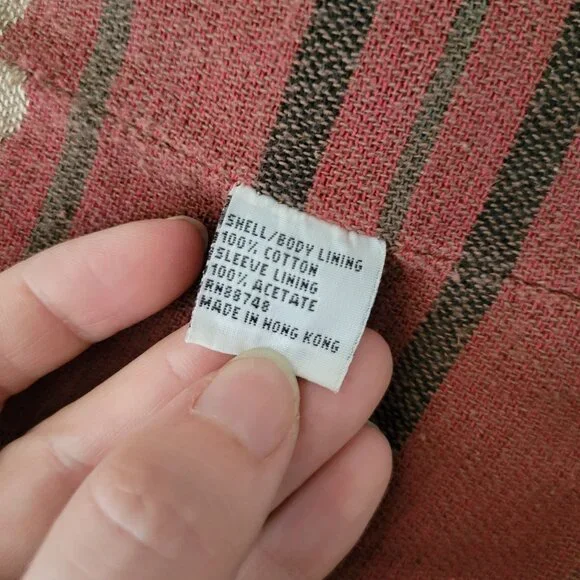 SHELL/BODY LINING
100% COTTON
SLEEVE LINING
100% ACETATE
RN88748
MADE IN HONG KONG